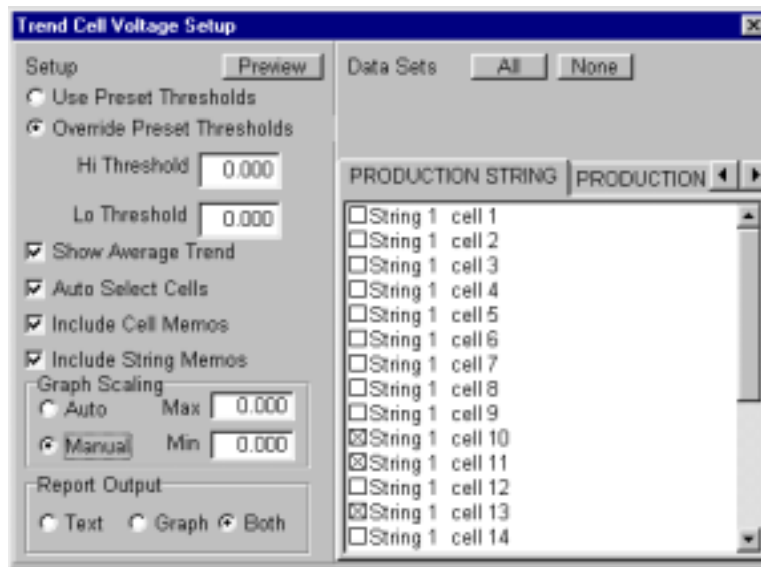 Trend Cell Voltage Setup
Setup
Preview
Use Preset Thresholds
Override Preset Thresholds
Hi Threshold 0.000
Lo Threshold 0.000
Show Average Trend
Auto Select Cells
Include Cell Memos
Include String Memos
Graph Scaling
Auto Max 0.000
Manual Min 0.000
Report Output
Text Graph Both
Data Sets All None
PRODUCTION STRING PRODUCTION
String 1 cell 1
String 1 cell 2
String 1 cell 3
String 1 cell 4
String 1 cell 5
String 1 cell 6
String 1 cell 7
String 1 cell 8
String 1 cell 9
String 1 cell 10
String 1 cell 11
String 1 cell 12
String 1 cell 13
String 1 cell 14